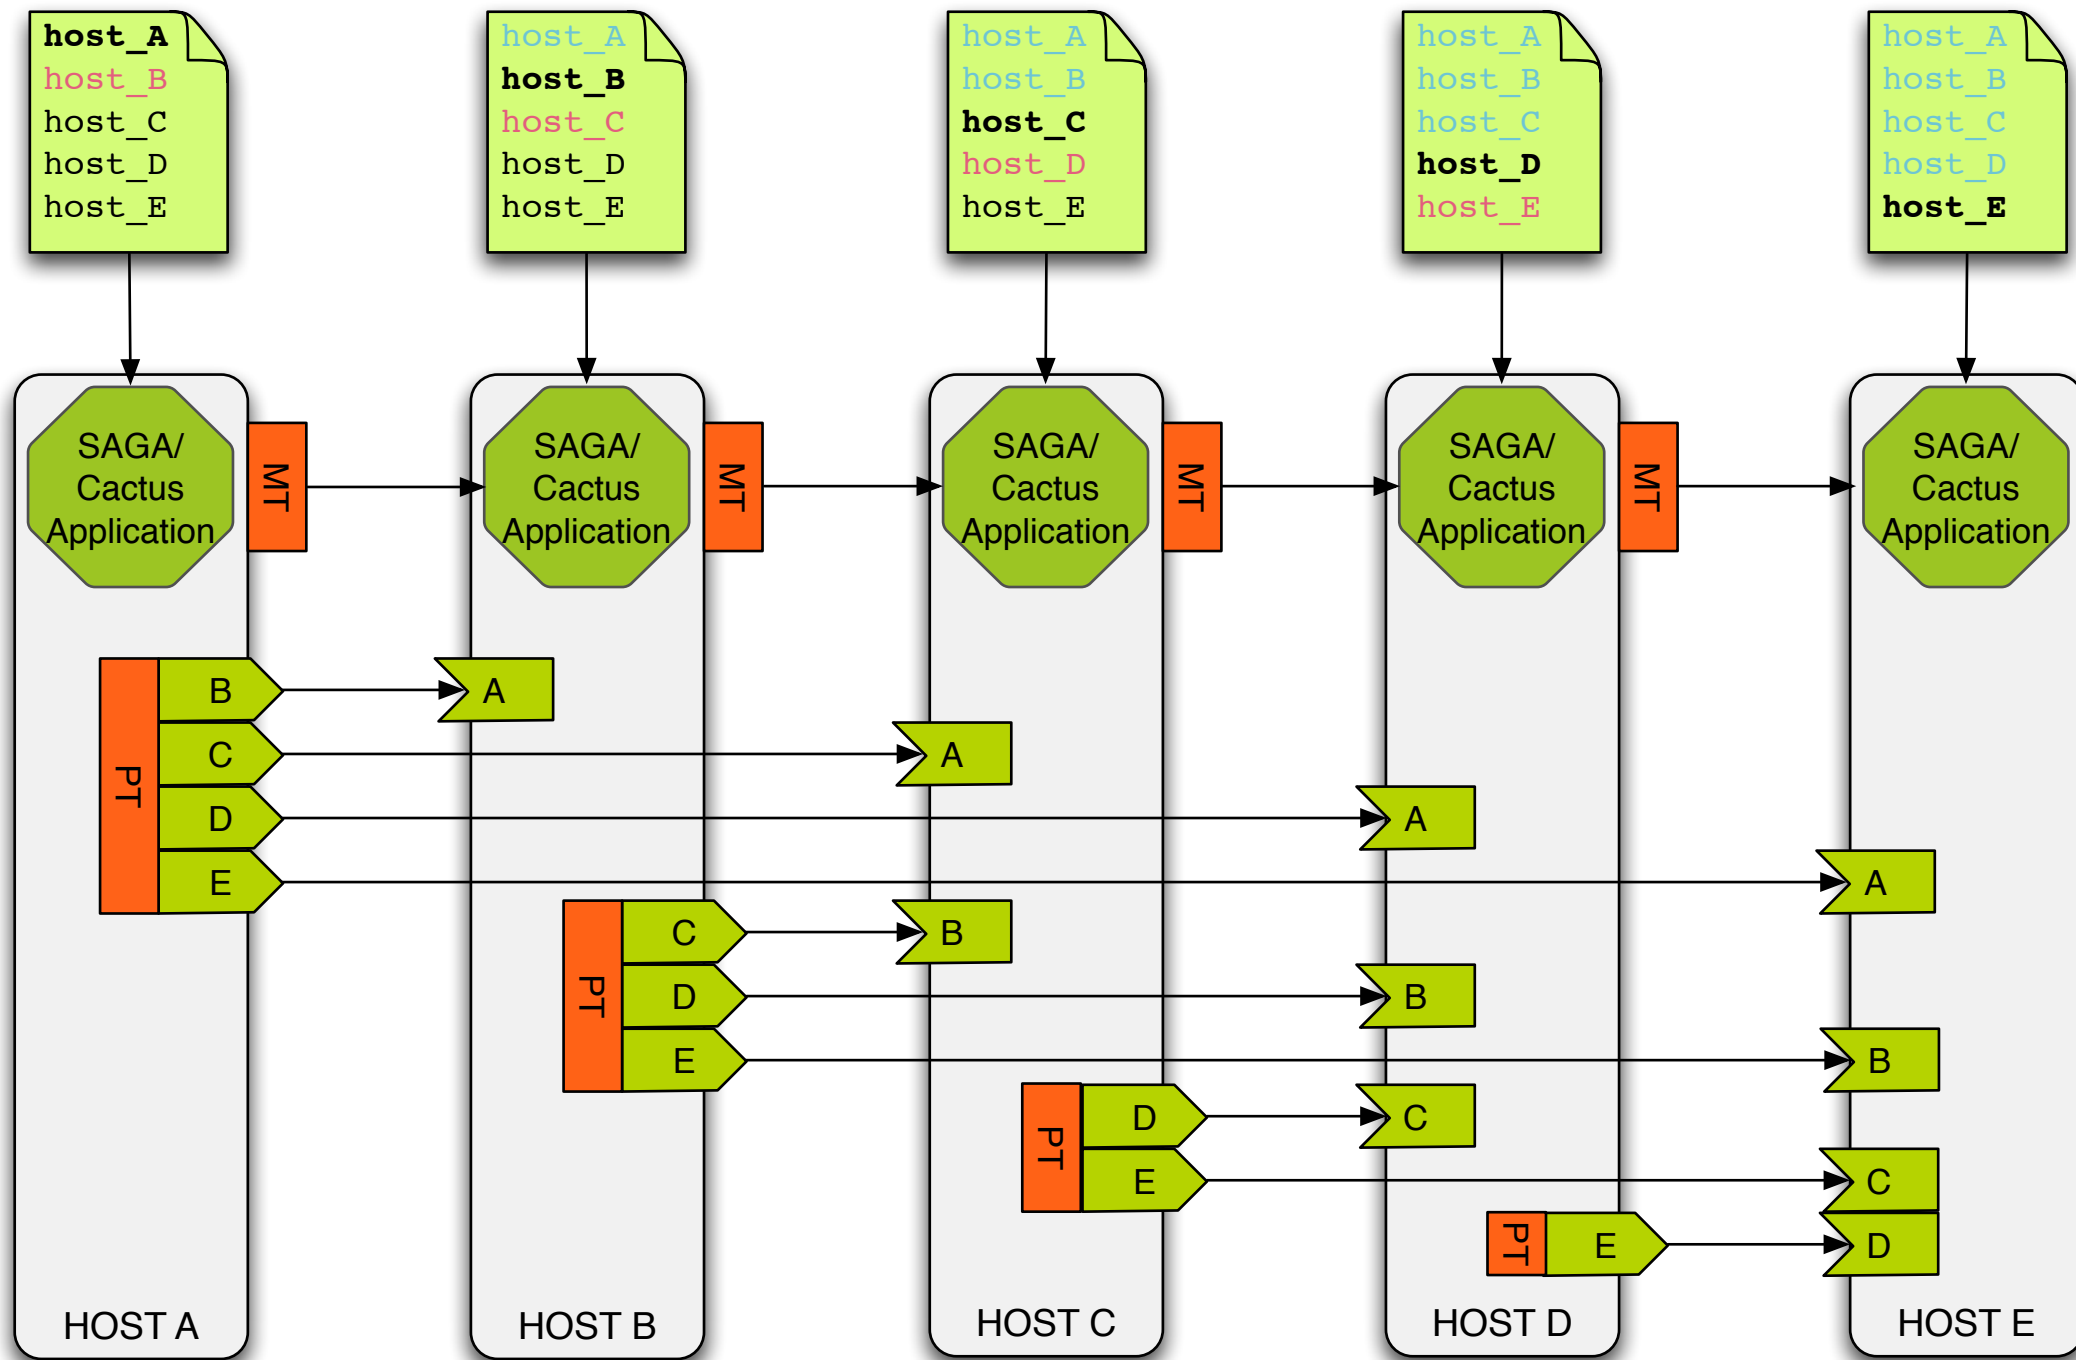 host_A
host_B
host_C
host_D
host_E
host_A
host_B
host_C
host_D
host_E
host_A
host_B
host_C
host_D
host_E
host_A
host_B
host_C
host_D
host_E
host_A
host_B
host_C
host_D
host_E
SAGA/
Cactus
Application
MT
SAGA/
Cactus
Application
MT
SAGA/
Cactus
Application
MT
SAGA/
Cactus
Application
MT
SAGA/
Cactus
Application
PT
B
A
C
A
D
A
E
A
PT
C
B
D
B
E
B
PT
D
C
E
C
PT
E
D
HOST A
HOST B
HOST C
HOST D
HOST E